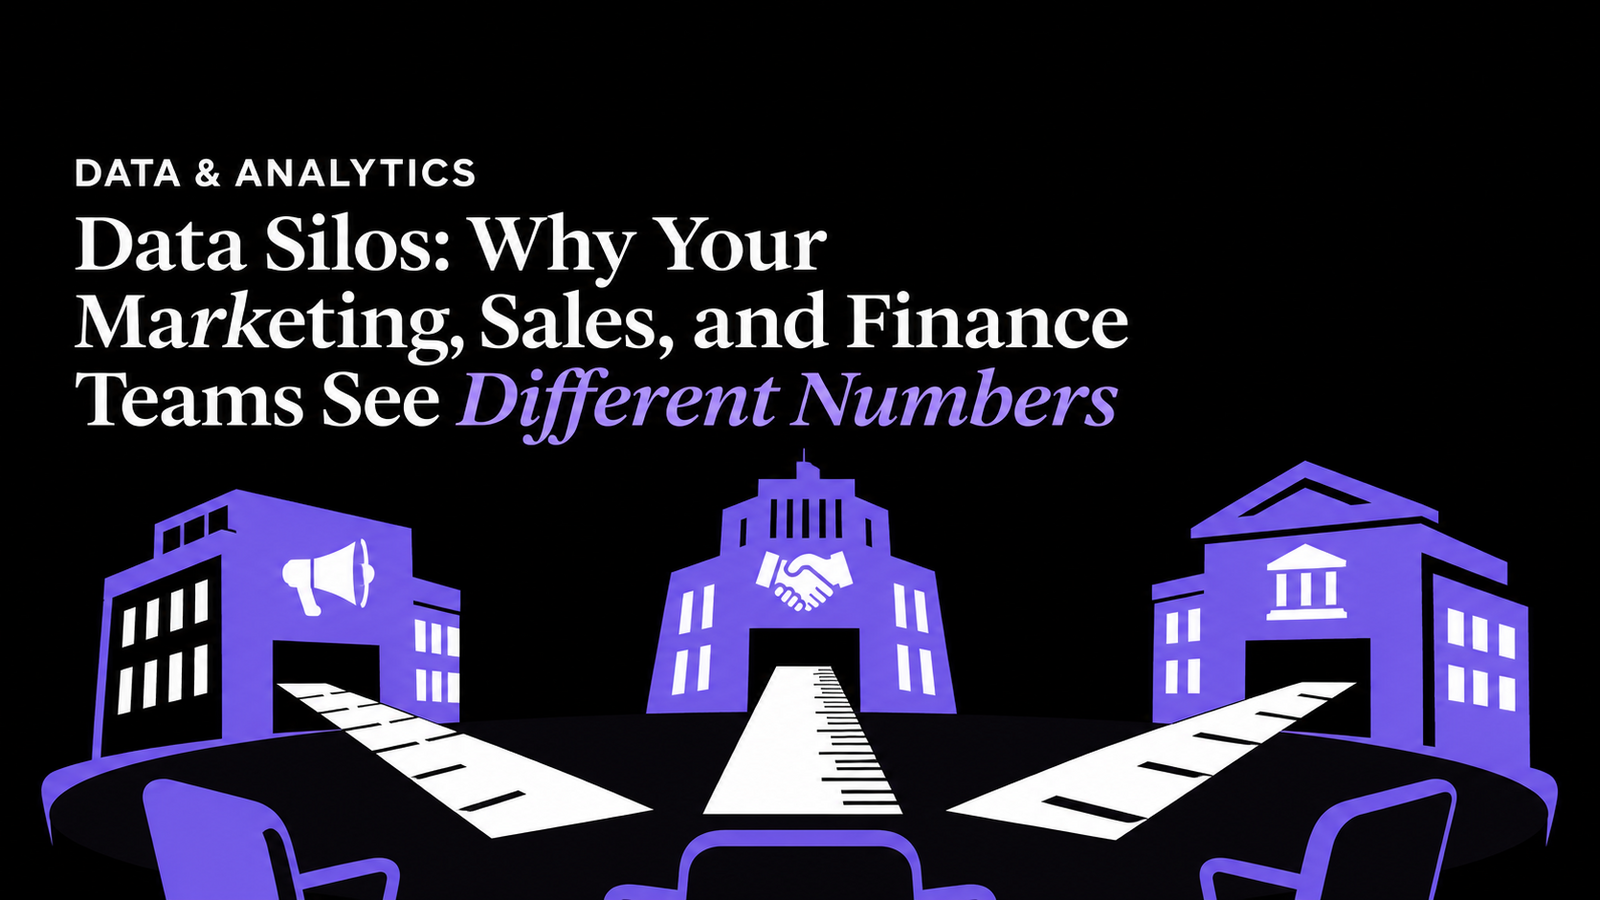 DATA & ANALYTICS
Data Silos: Why Your
Marketing, Sales, and Finance
Teams See Different Numbers